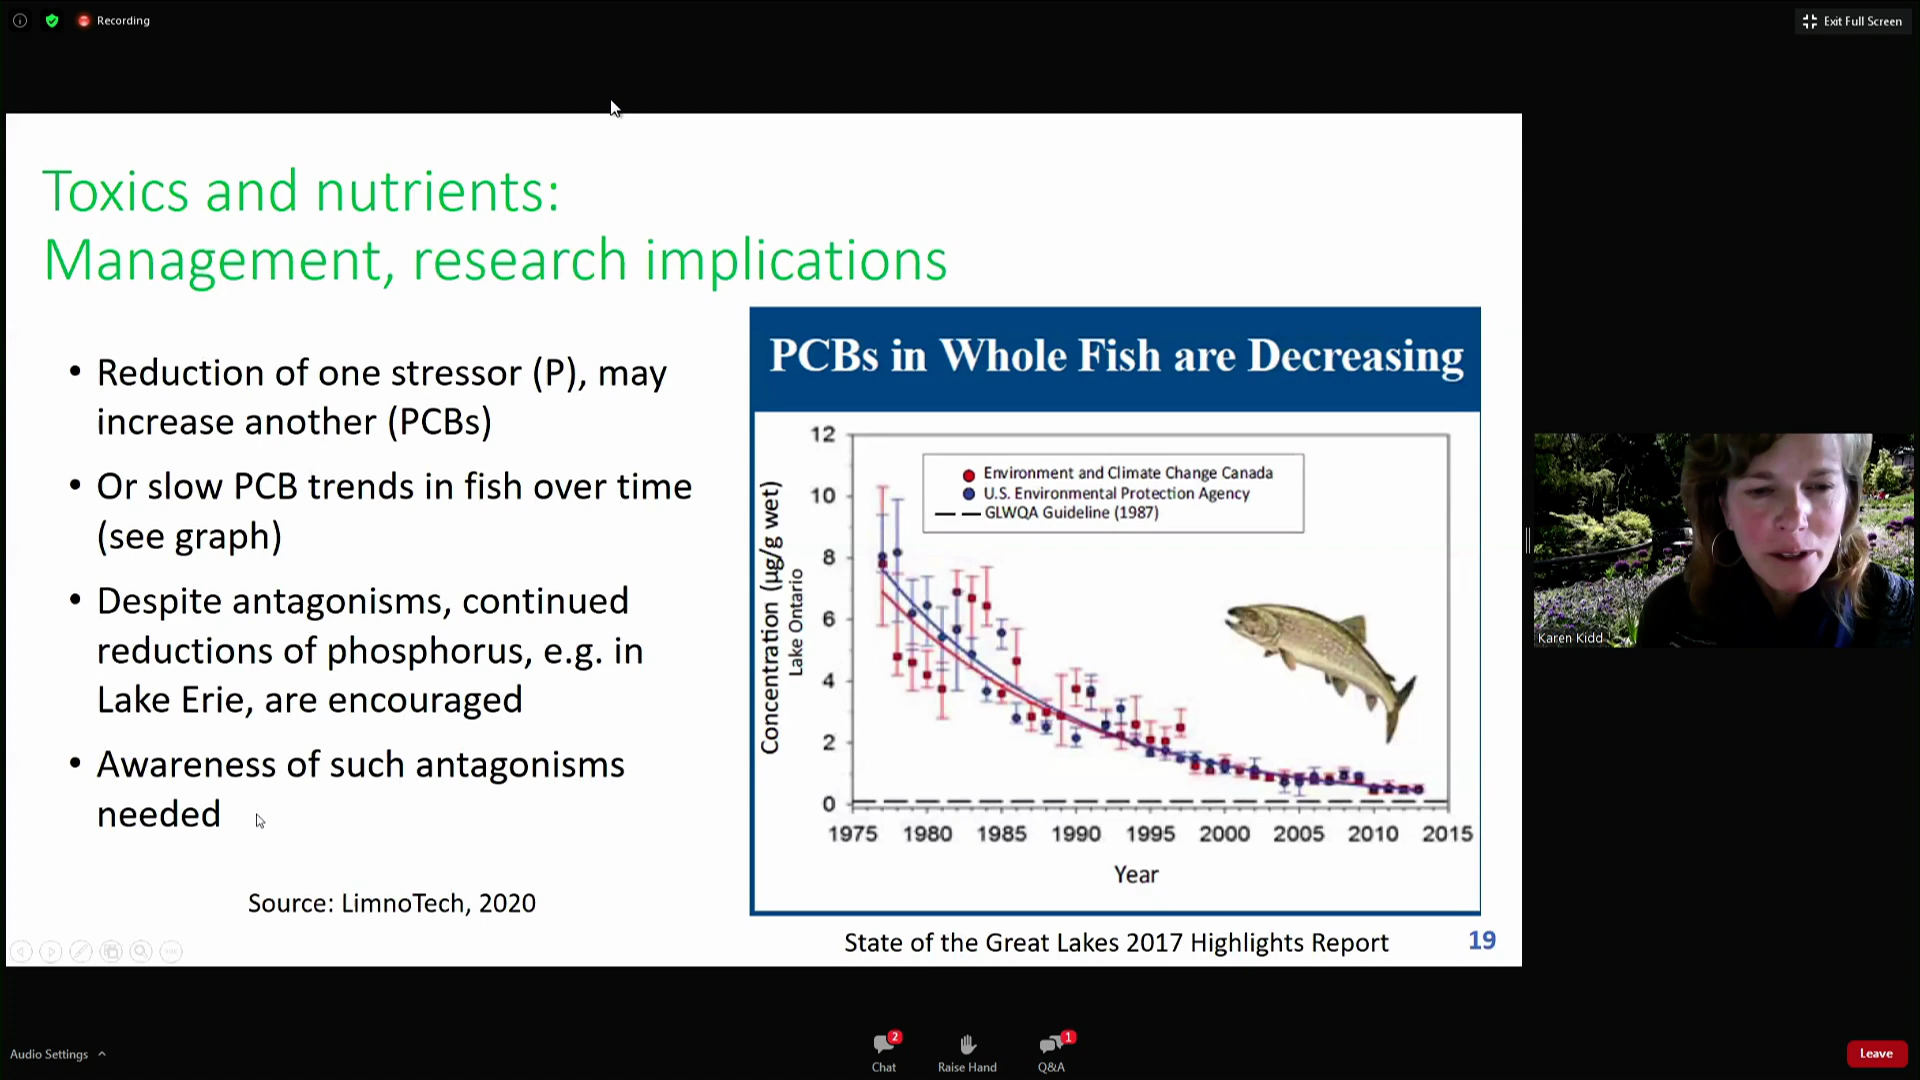 Recording
Exit Full Screen
Toxics and nutrients:
Management, research implications
• Reduction of one stressor (P), may
increase another (PCBs)
• Or slow PCB trends in fish over time
(see graph)
• Despite antagonisms, continued
reductions of phosphorus, e.g. in
Lake Erie, are encouraged
• Awareness of such antagonisms
needed
Source: LimnoTech, 2020
PCBs in Whole Fish are Decreasing
Environment and Climate Change Canada
U.S. Environmental Protection Agency
GLWQA Guideline (1987)
Concentration (µg/g wet)
Lake Ontario
12
10
8
6
4
2
0
1975 1980 1985 1990 1995 2000 2005 2010 2015
Year
State of the Great Lakes 2017 Highlights Report
19
Karen Kidd
Audio Settings
2
Chat
Raise Hand
1
Q&A
Leave